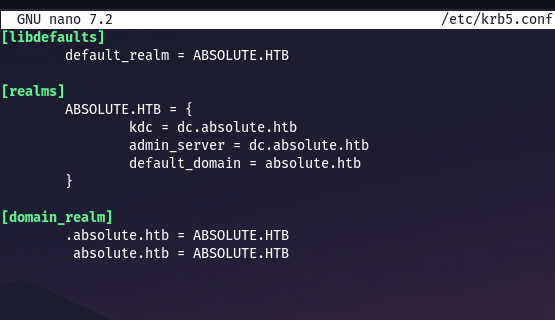 GNU nano 7.2 /etc/krb5.conf
[libdefaults]
default_realm = ABSOLUTE.HTB
[realms]
ABSOLUTE.HTB = {
kdc = dc.absolute.htb
admin_server = dc.absolute.htb
default_domain = absolute.htb
}
[domain_realm]
.absolute.htb = ABSOLUTE.HTB
absolute.htb = ABSOLUTE.HTB